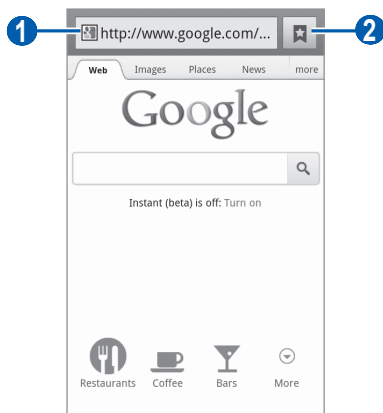 1 http://www.google.com/... 2
Web Images Places News more
Google
Instant (beta) is off: Turn on
Restaurants Coffee Bars More